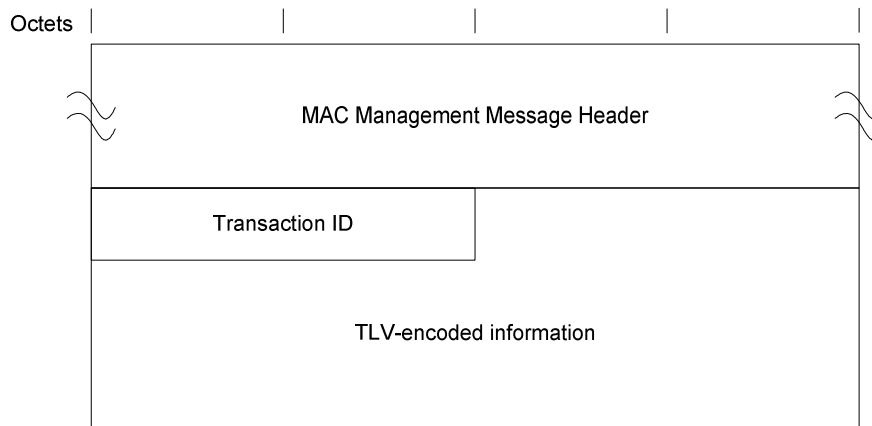 Octets
MAC Management Message Header
Transaction ID
TLV-encoded information